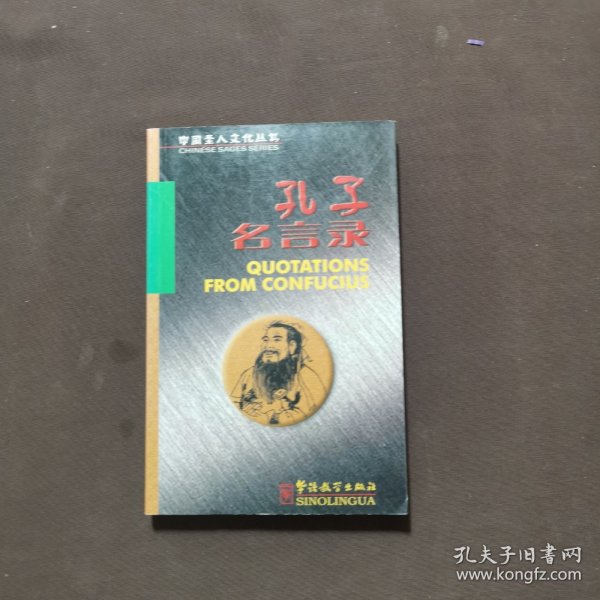 中国圣人文化丛书
CHINESE SAGES SERIES
孔子
名言录
QUOTATIONS
FROM CONFUCIUS
华语教学出版社
SINOLINGUA
孔夫子旧书网
www.kongfz.com